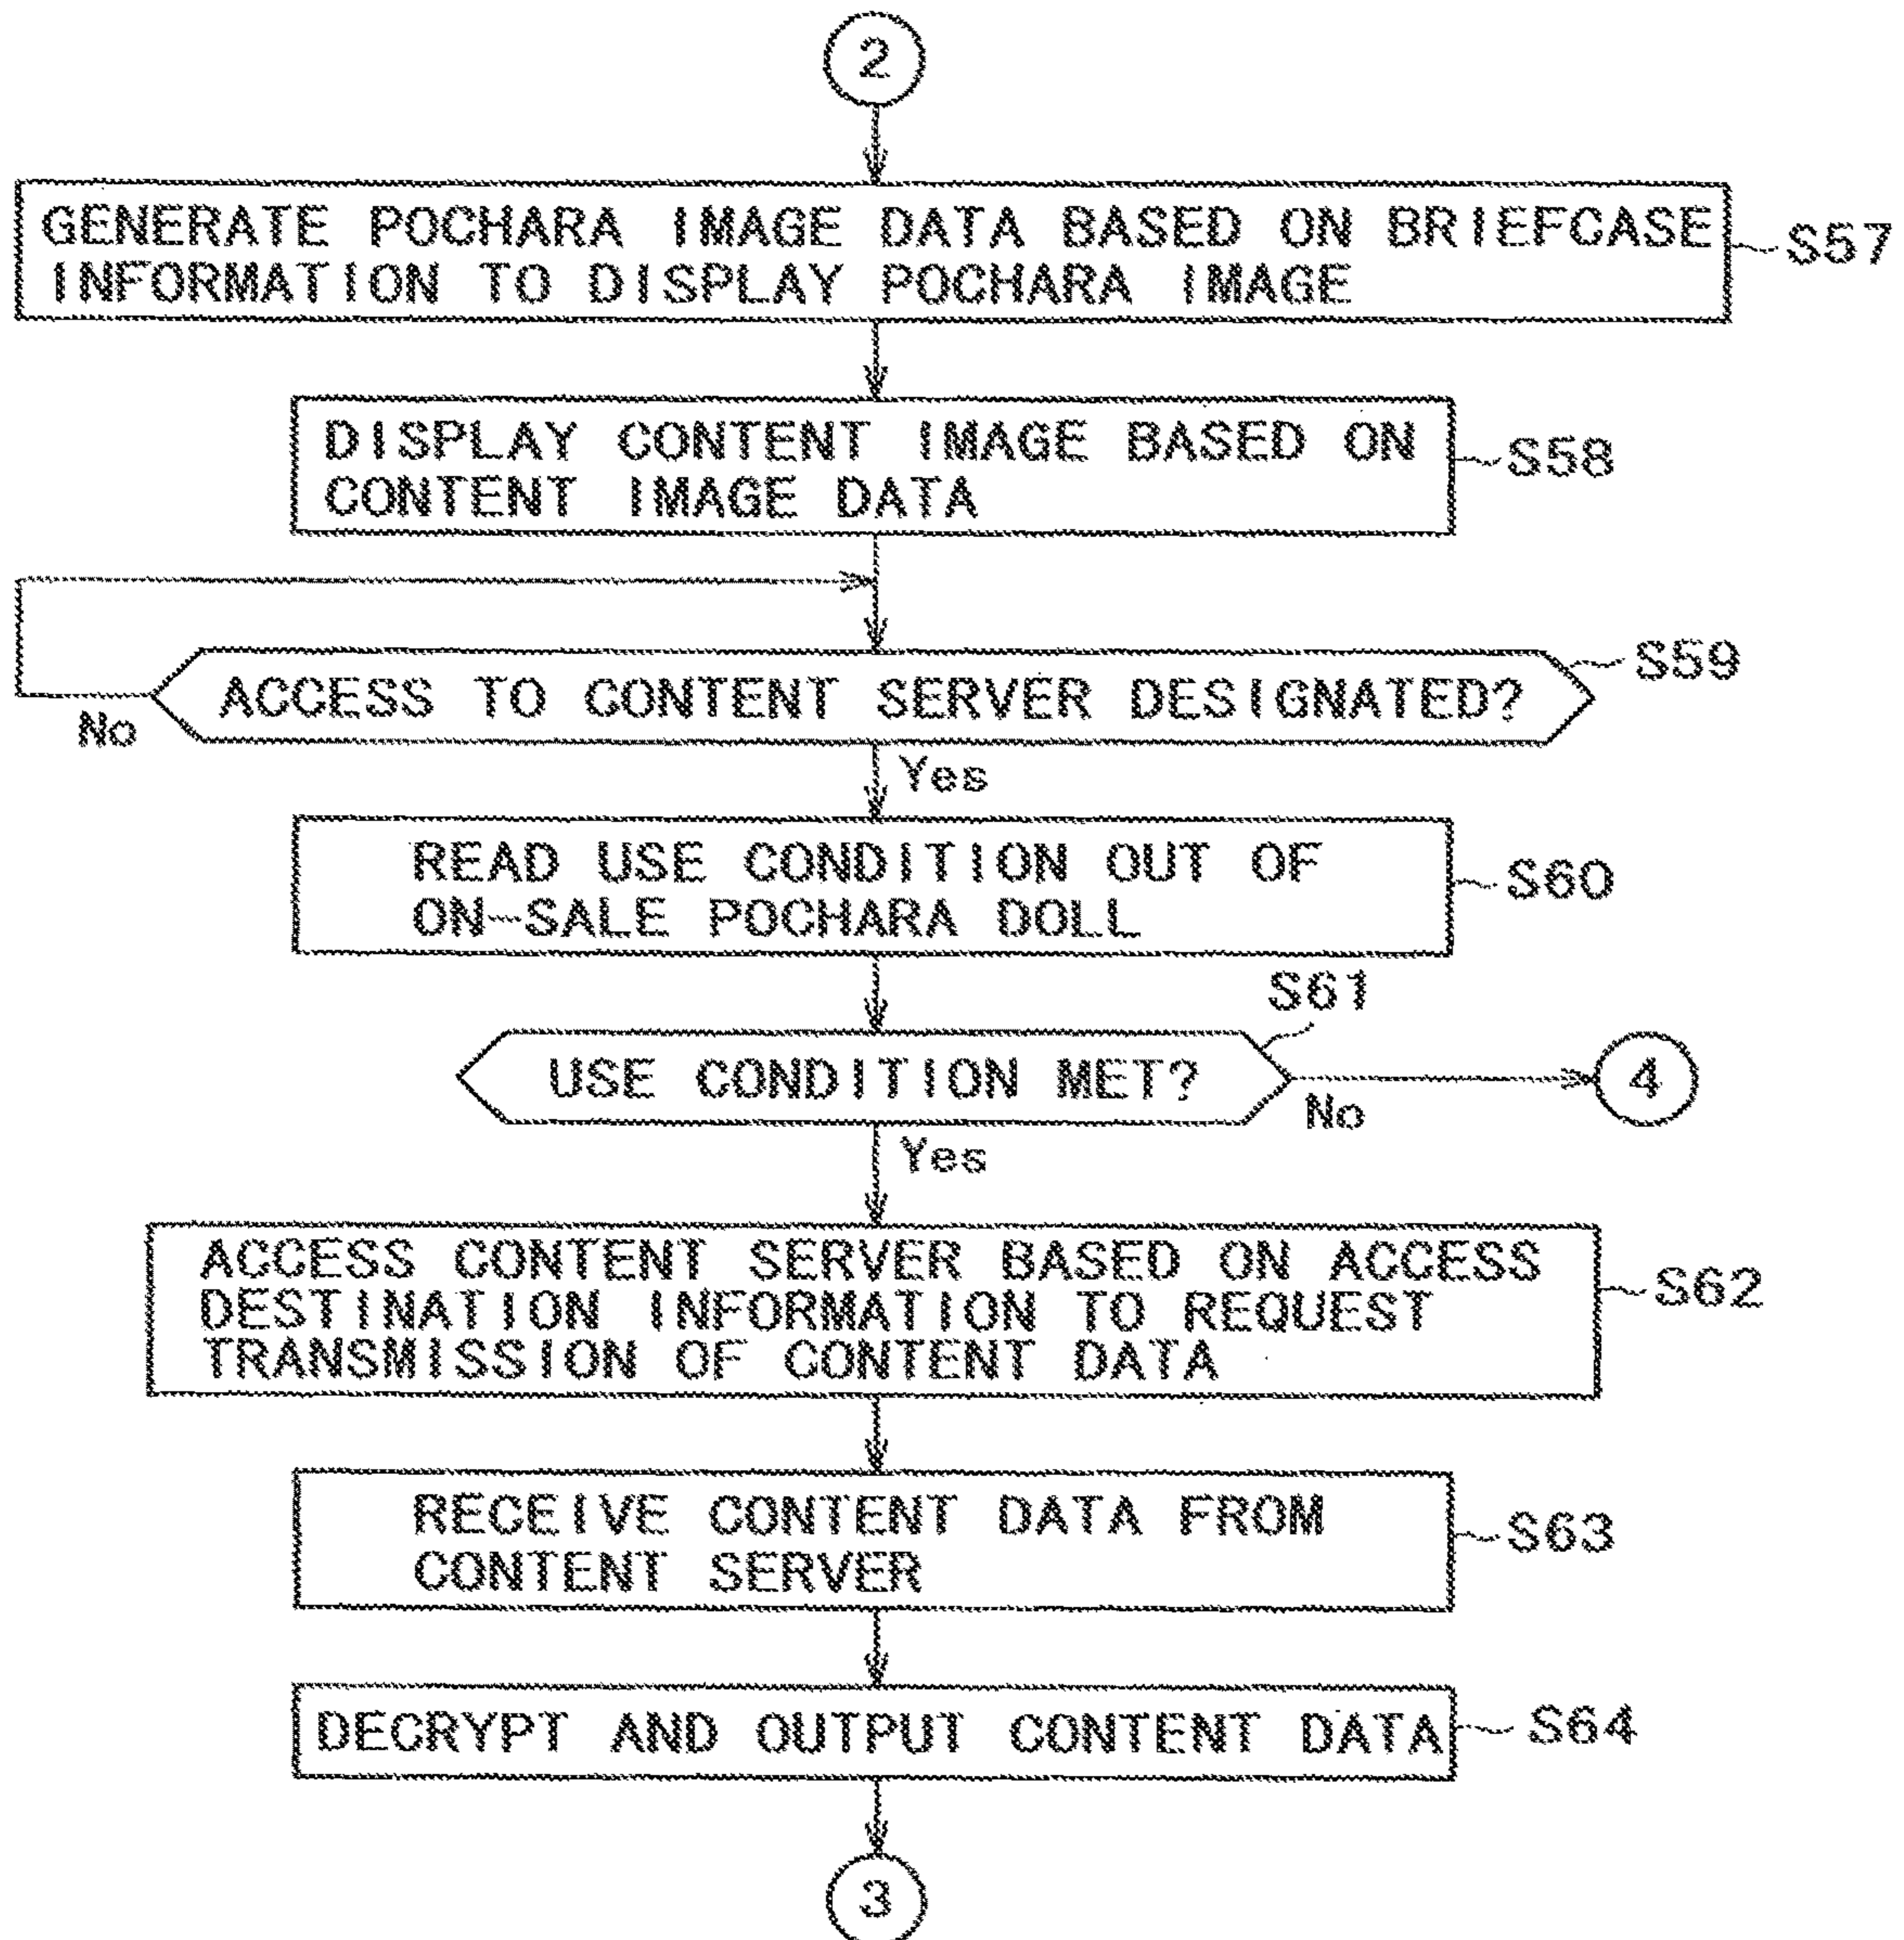 2
GENERATE POCHARA IMAGE DATA BASED ON BRIEFCASE
INFORMATION TO DISPLAY POCHARA IMAGE
S57
DISPLAY CONTENT IMAGE BASED ON
CONTENT IMAGE DATA
S58
S59
ACCESS TO CONTENT SERVER DESIGNATED?
No
Yes
READ USE CONDITION OUT OF
ON-SALE POCHARA DOLL
S60
S61
USE CONDITION MET?
4
No
Yes
ACCESS CONTENT SERVER BASED ON ACCESS
DESTINATION INFORMATION TO REQUEST
TRANSMISSION OF CONTENT DATA
S62
RECEIVE CONTENT DATA FROM
CONTENT SERVER
S63
DECRYPT AND OUTPUT CONTENT DATA
S64
3